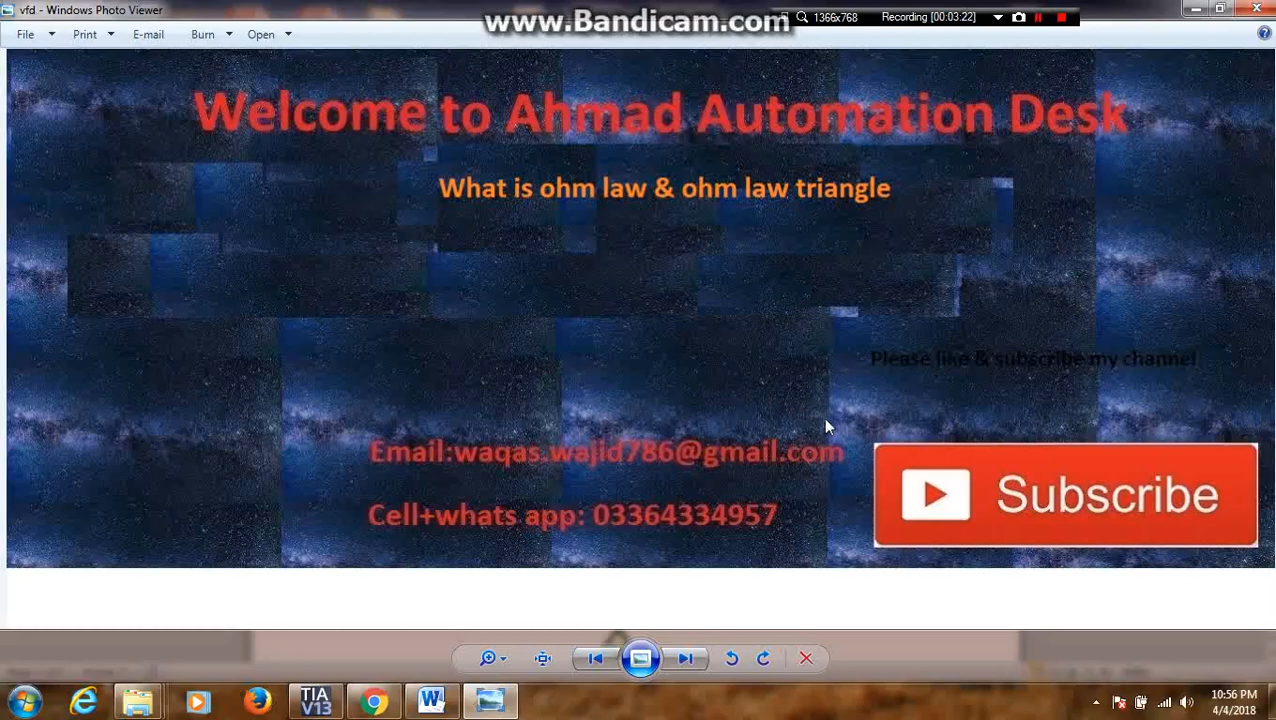 vfd - Windows Photo Viewer
www.Bandicam.com
1366x768
Recording [00:03:22]
File Print E-mail Burn Open
Welcome to Ahmad Automation Desk
What is ohm law & ohm law triangle
Please like & subscribe my channel
Email:waqas.wajid786@gmail.com
Subscribe
Cell+whats app: 03364334957
TIA
V13
W
10:56 PM
4/4/2018